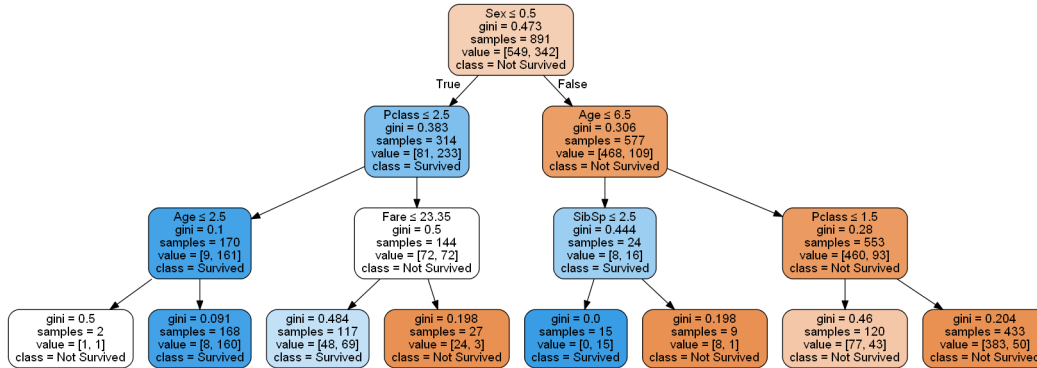 Sex ≤ 0.5
gini = 0.473
samples = 891
value = [549, 342]
class = Not Survived
True
False
Pclass ≤ 2.5
gini = 0.383
samples = 314
value = [81, 233]
class = Survived
Age ≤ 6.5
gini = 0.306
samples = 577
value = [468, 109]
class = Not Survived
Age ≤ 2.5
gini = 0.1
samples = 170
value = [9, 161]
class = Survived
Fare ≤ 23.35
gini = 0.5
samples = 144
value = [72, 72]
class = Not Survived
SibSp ≤ 2.5
gini = 0.444
samples = 24
value = [8, 16]
class = Survived
Pclass ≤ 1.5
gini = 0.28
samples = 553
value = [460, 93]
class = Not Survived
gini = 0.5
samples = 2
value = [1, 1]
class = Not Survived
gini = 0.091
samples = 168
value = [8, 160]
class = Survived
gini = 0.484
samples = 117
value = [48, 69]
class = Survived
gini = 0.198
samples = 27
value = [24, 3]
class = Not Survived
gini = 0.0
samples = 15
value = [0, 15]
class = Survived
gini = 0.198
samples = 9
value = [8, 1]
class = Not Survived
gini = 0.46
samples = 120
value = [77, 43]
class = Not Survived
gini = 0.204
samples = 433
value = [383, 50]
class = Not Survived